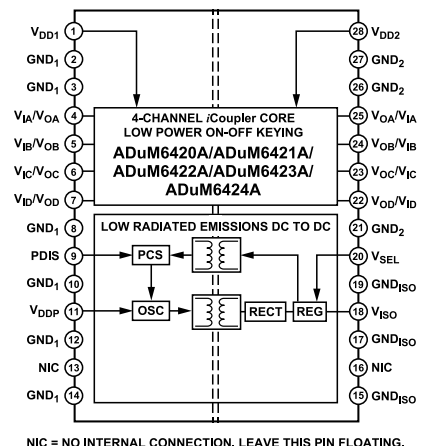 VDD1 1 28 VDD2
GND1 2 27 GND2
GND1 3 26 GND2
VIA/VOA 4 4-CHANNEL iCoupler CORE 25 VOA/VIA
LOW POWER ON-OFF KEYING
VIB/VOB 5 ADuM6420A/ADuM6421A/ 24 VOB/VIB
VIC/VOC 6 ADuM6422A/ADuM6423A/ 23 VOC/VIC
ADuM6424A
VID/VOD 7 22 VOD/VID
GND1 8 LOW RADIATED EMISSIONS DC TO DC 21 GND2
PDIS 9 PCS 20 VSEL
GND1 10 19 GNDISO
VDDP 11 OSC RECT REG 18 VISO
GND1 12 17 GNDISO
NIC 13 16 NIC
GND1 14 15 GNDISO
NIC = NO INTERNAL CONNECTION. LEAVE THIS PIN FLOATING.